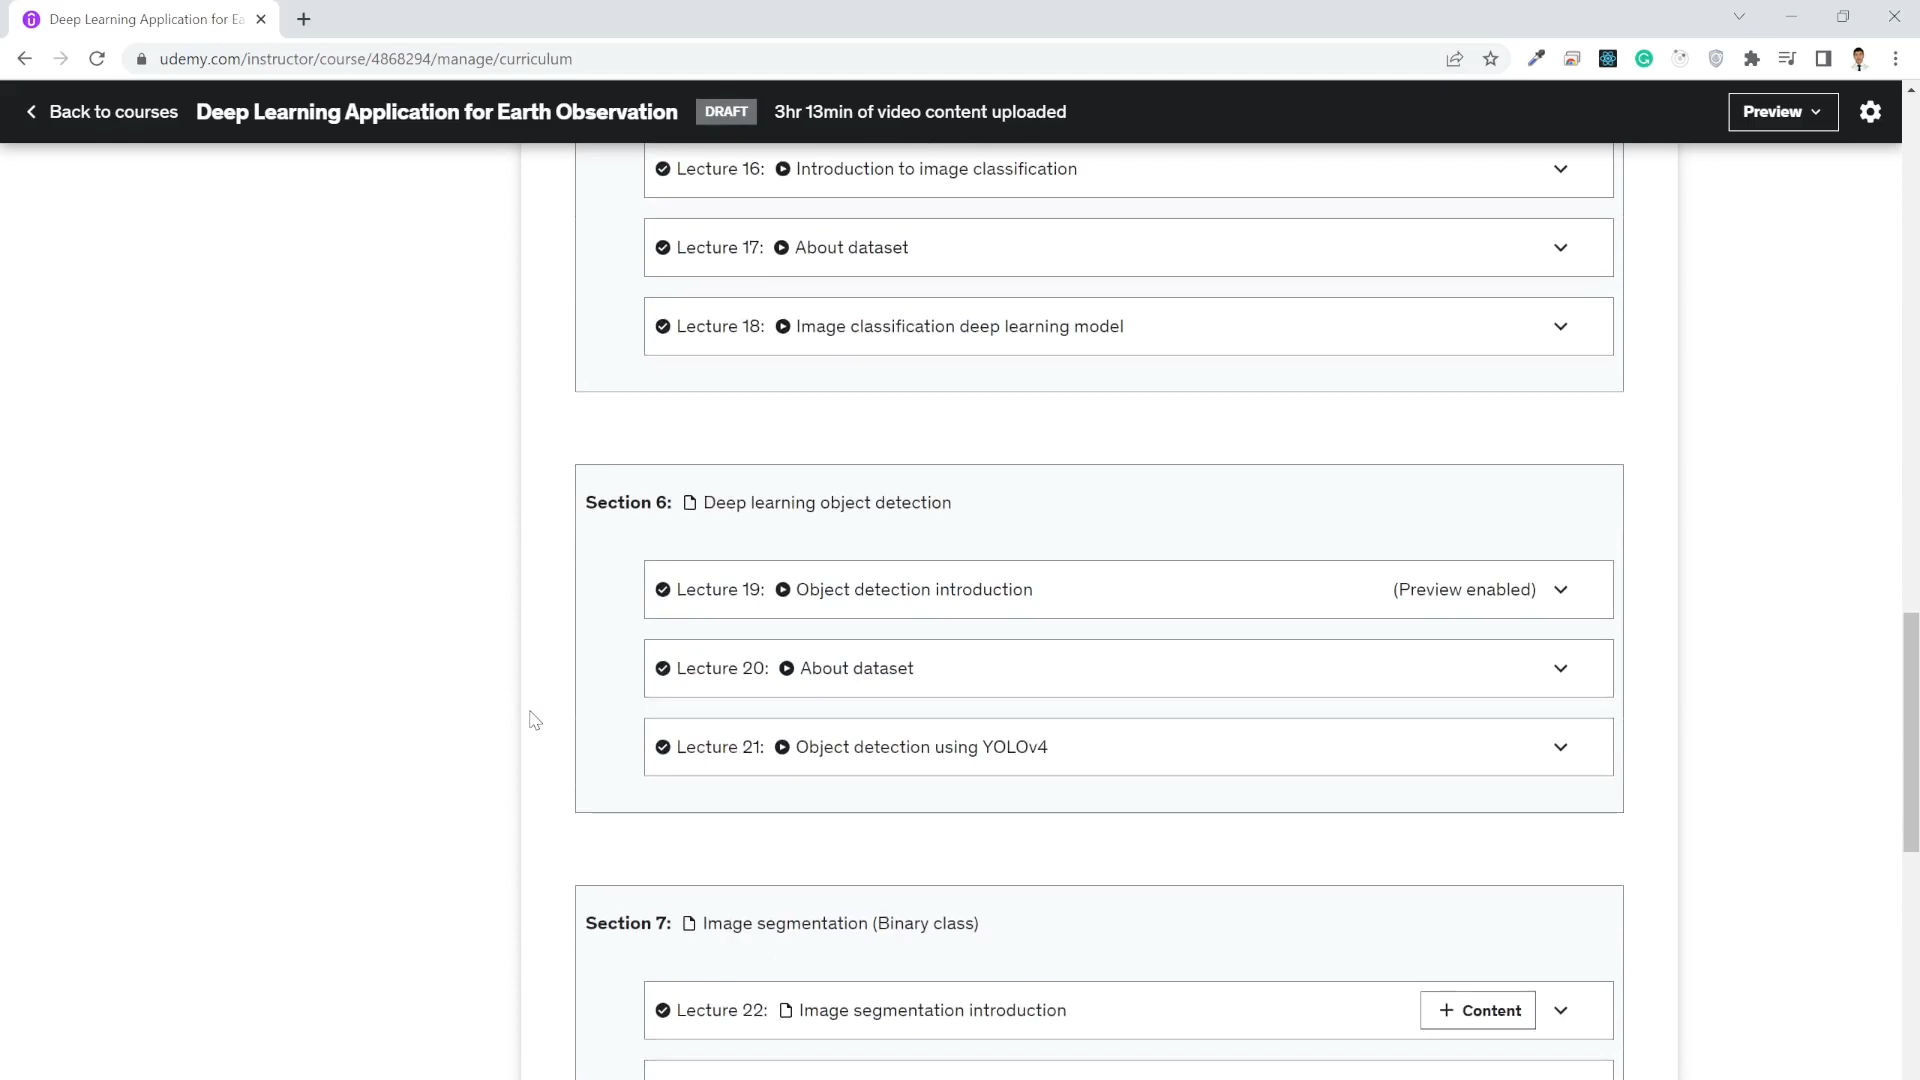 Deep Learning Application for Ea
udemy.com/instructor/course/4868294/manage/curriculum
Back to courses Deep Learning Application for Earth Observation DRAFT 3hr 13min of video content uploaded Preview
Lecture 16: Introduction to image classification
Lecture 17: About dataset
Lecture 18: Image classification deep learning model
Section 6: Deep learning object detection
Lecture 19: Object detection introduction (Preview enabled)
Lecture 20: About dataset
Lecture 21: Object detection using YOLOv4
Section 7: Image segmentation (Binary class)
Lecture 22: Image segmentation introduction + Content